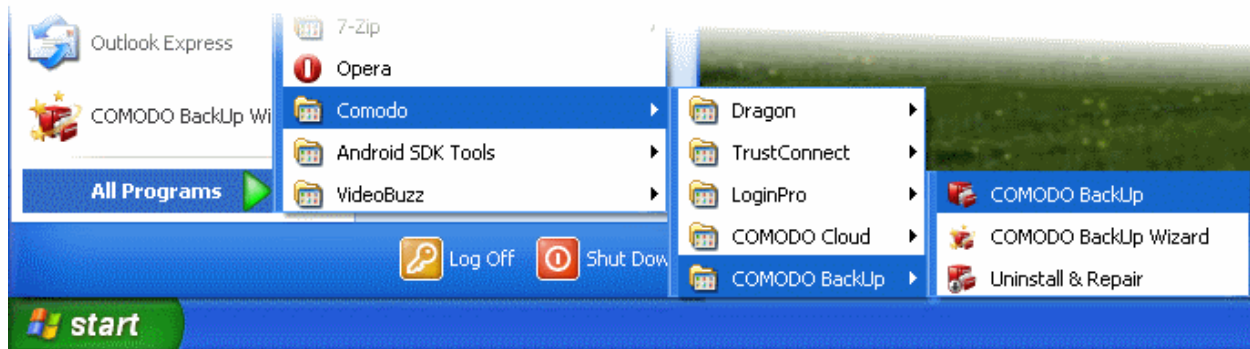 Outlook Express
COMODO BackUp Wi
All Programs
7-Zip
Opera
Comodo
Android SDK Tools
VideoBuzz
Dragon
TrustConnect
LoginPro
COMODO Cloud
COMODO BackUp
COMODO BackUp
COMODO BackUp Wizard
Uninstall & Repair
Log Off
Shut Dow
start